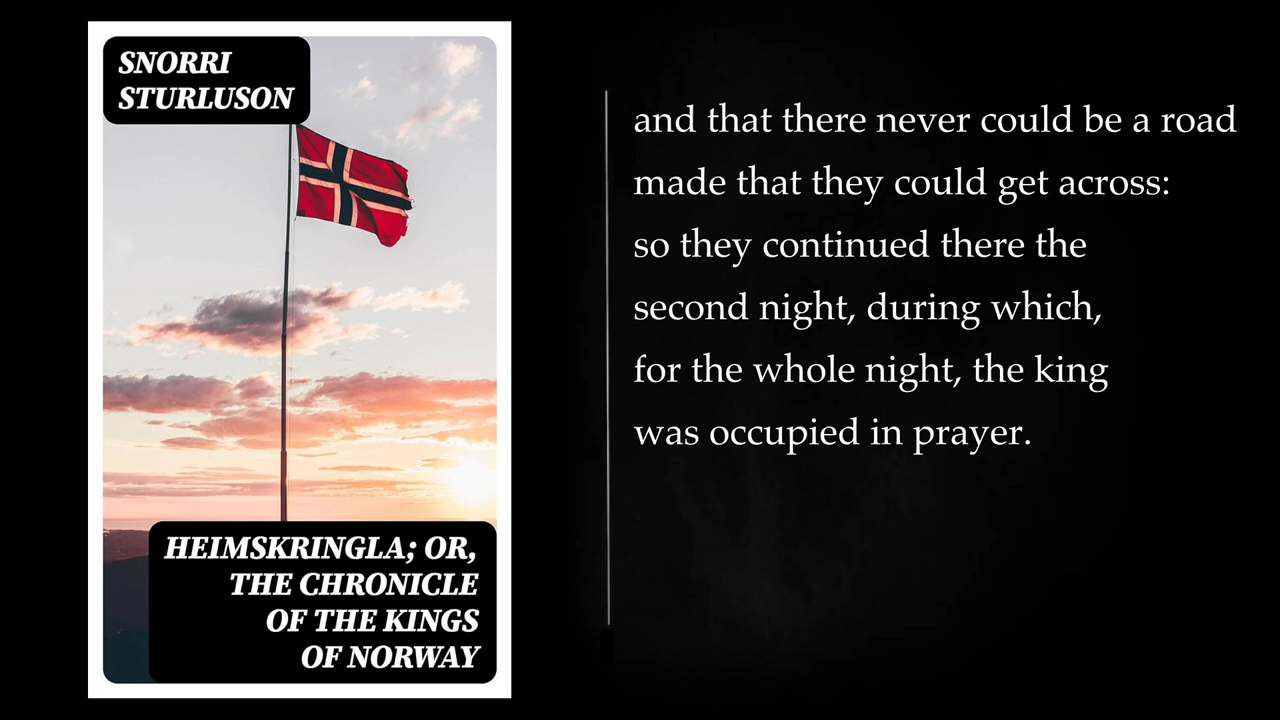 SNORRI
STURLUSON
HEIMSKRINGLA; OR,
THE CHRONICLE
OF THE KINGS
OF NORWAY
and that there never could be a road
made that they could get across:
so they continued there the
second night, during which,
for the whole night, the king
was occupied in prayer.